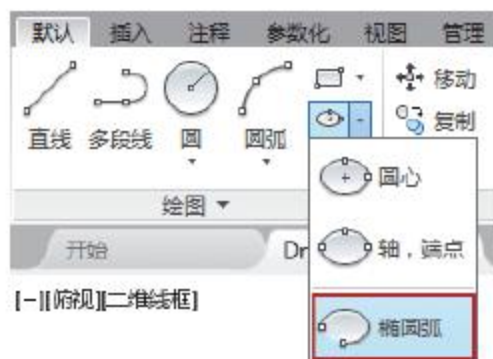 默认 插入 注释 参数化 视图 管理
直线 多段线 圆 圆弧 移动
复制
绘图
圆心
轴，端点
椭圆弧
开始 Dr
[-][俯视][二维线框]